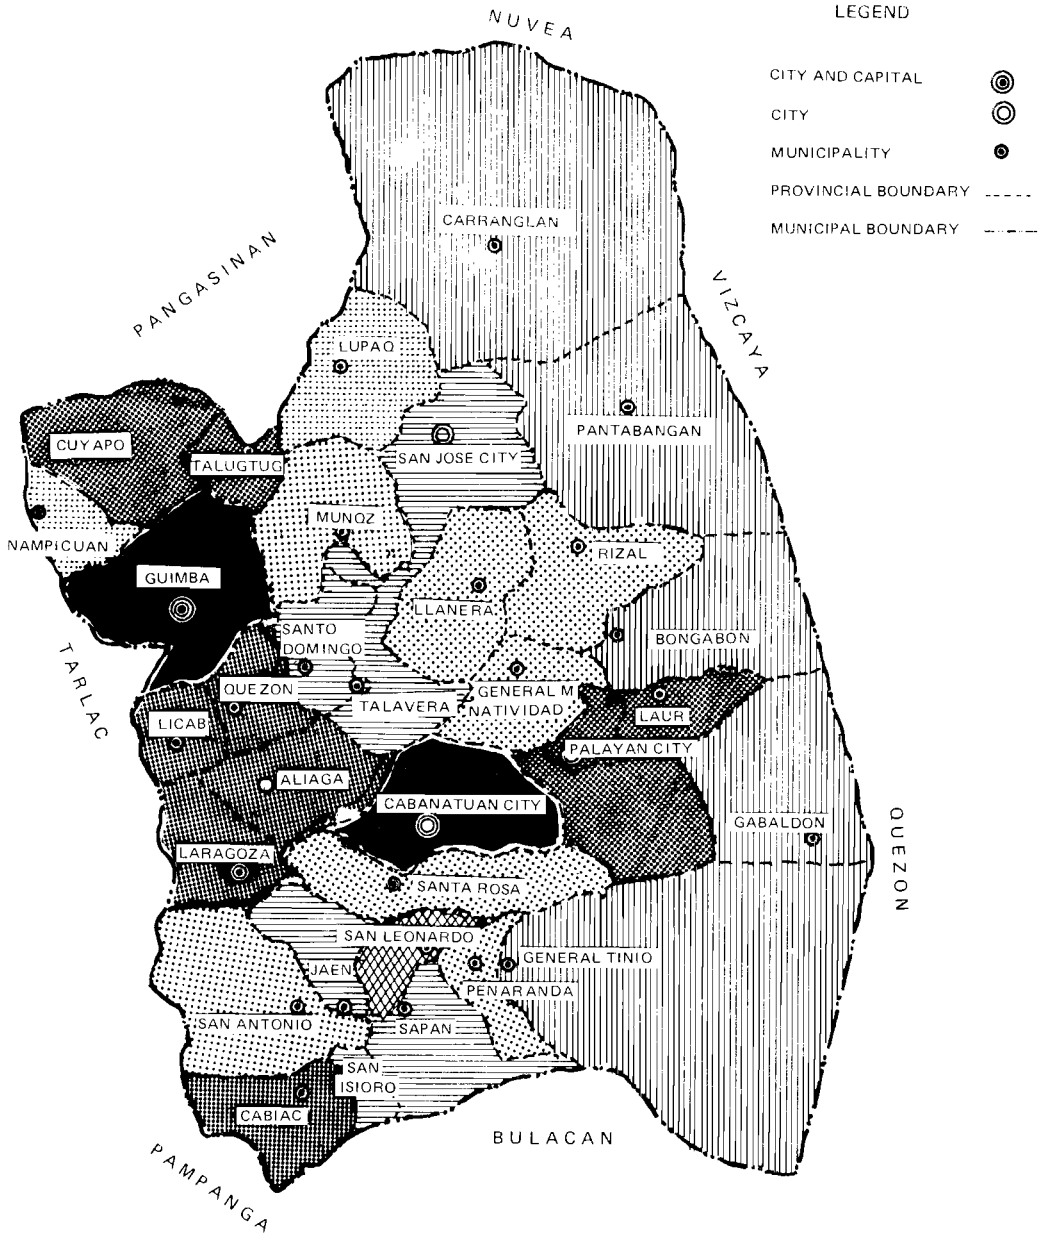 NUVEA
LEGEND
CITY AND CAPITAL
CITY
MUNICIPALITY
PROVINCIAL BOUNDARY
MUNICIPAL BOUNDARY
CARRANGLAN
PANGASINAN
VIZCAYA
LUPAQ
PANTABANGAN
CUYAPO
SAN JOSE CITY
TALUGTUG
MUNQZ
NAMPICUAN
RIZAL
GUIMBA
LLANERA
SANTO
DOMINGO
BONGABON
TARLAC
QUEZON
GENERAL M
NATIVIDAD
TALAVERA
LICAB
LAUR
PALAYAN CITY
ALIAGA
CABANATUAN CITY
GABALDON
QUEZON
LARAGOZA
SANTA ROSA
SAN LEONARDO
GENERAL TINIO
JAEN
PENARANDA
SAN ANTONIO
SAPAN
SAN
ISIORO
CABIAC
BULACAN
PAMPANGA